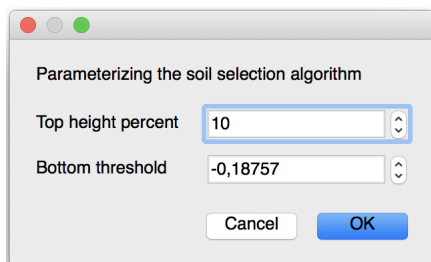 Parameterizing the soil selection algorithm
Top height percent 10
Bottom threshold -0,18757
Cancel OK